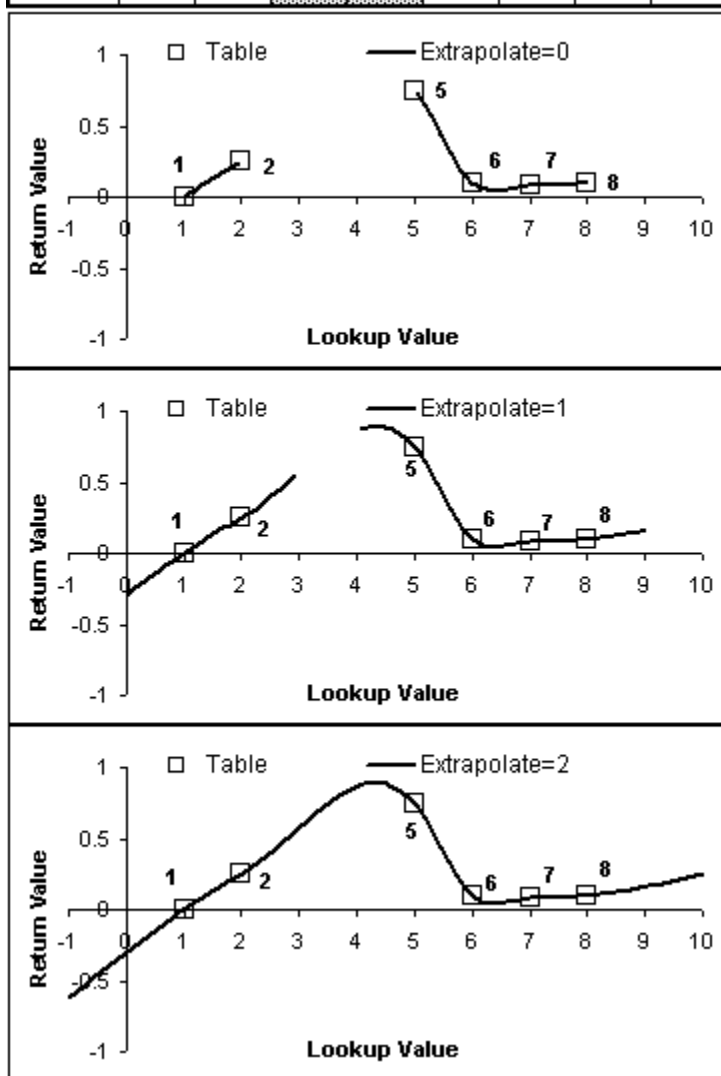 Table Extrapolate=0
1
0.5
0
-0.5
-1
Return Value
1 2 5 6 7 8
-1 0 1 2 3 4 5 6 7 8 9 10
Lookup Value
Table Extrapolate=1
1
0.5
0
-0.5
-1
Return Value
1 2 5 6 7 8
-1 0 1 2 3 4 5 6 7 8 9 10
Lookup Value
Table Extrapolate=2
1
0.5
0
-0.5
-1
Return Value
1 2 5 6 7 8
-1 0 1 2 3 4 5 6 7 8 9 10
Lookup Value